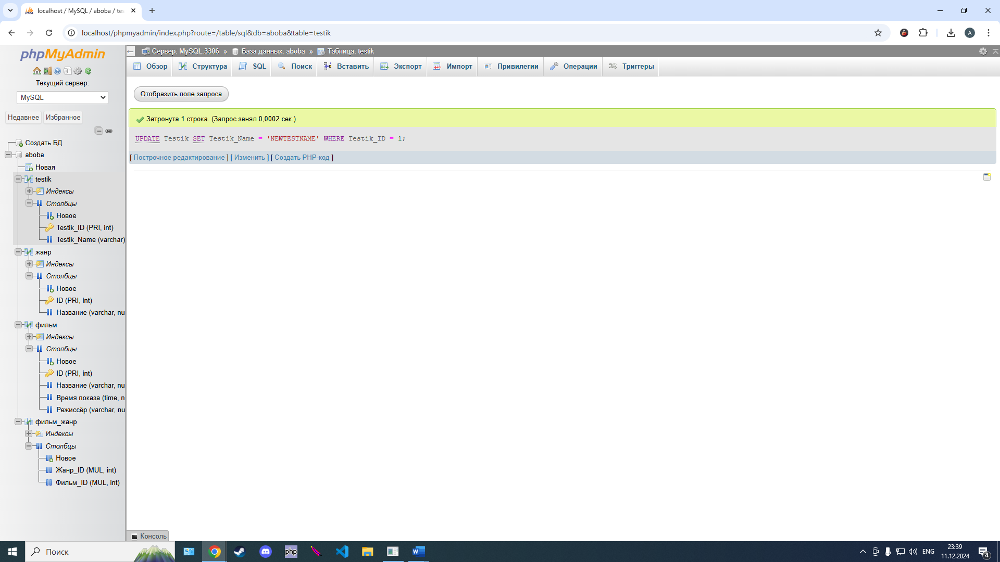 localhost / MySQL / aboba / tes
localhost/phpmyadmin/index.php?route=/table/sql&db=aboba&table=testik
A
phpMyAdmin
Текущий сервер:
MySQL
Недавнее Избранное
Создать БД
aboba
Новая
testik
Индексы
Столбцы
Новое
Testik_ID (PRI, int)
Testik_Name (varchar)
жанр
Индексы
Столбцы
Новое
ID (PRI, int)
Название (varchar, nu
фильм
Индексы
Столбцы
Новое
ID (PRI, int)
Название (varchar, nu
Время показа (time, n
Режиссёр (varchar, nu
фильм_жанр
Индексы
Столбцы
Новое
Жанр_ID (MUL, int)
Фильм_ID (MUL, int)
Сервер: MySQL:3306 » База данных: aboba » Таблица: testik
Обзор Структура SQL Поиск Вставить Экспорт Импорт Привилегии Операции Триггеры
Отобразить поле запроса
Затронута 1 строка. (Запрос занял 0,0002 сек.)
UPDATE Testik SET Testik_Name = 'NEWTESTNAME' WHERE Testik_ID = 1;
[ Построчное редактирование ] [ Изменить ] [ Создать PHP-код ]
Консоль
Поиск
php
W
ENG
23:39
11.12.2024
4